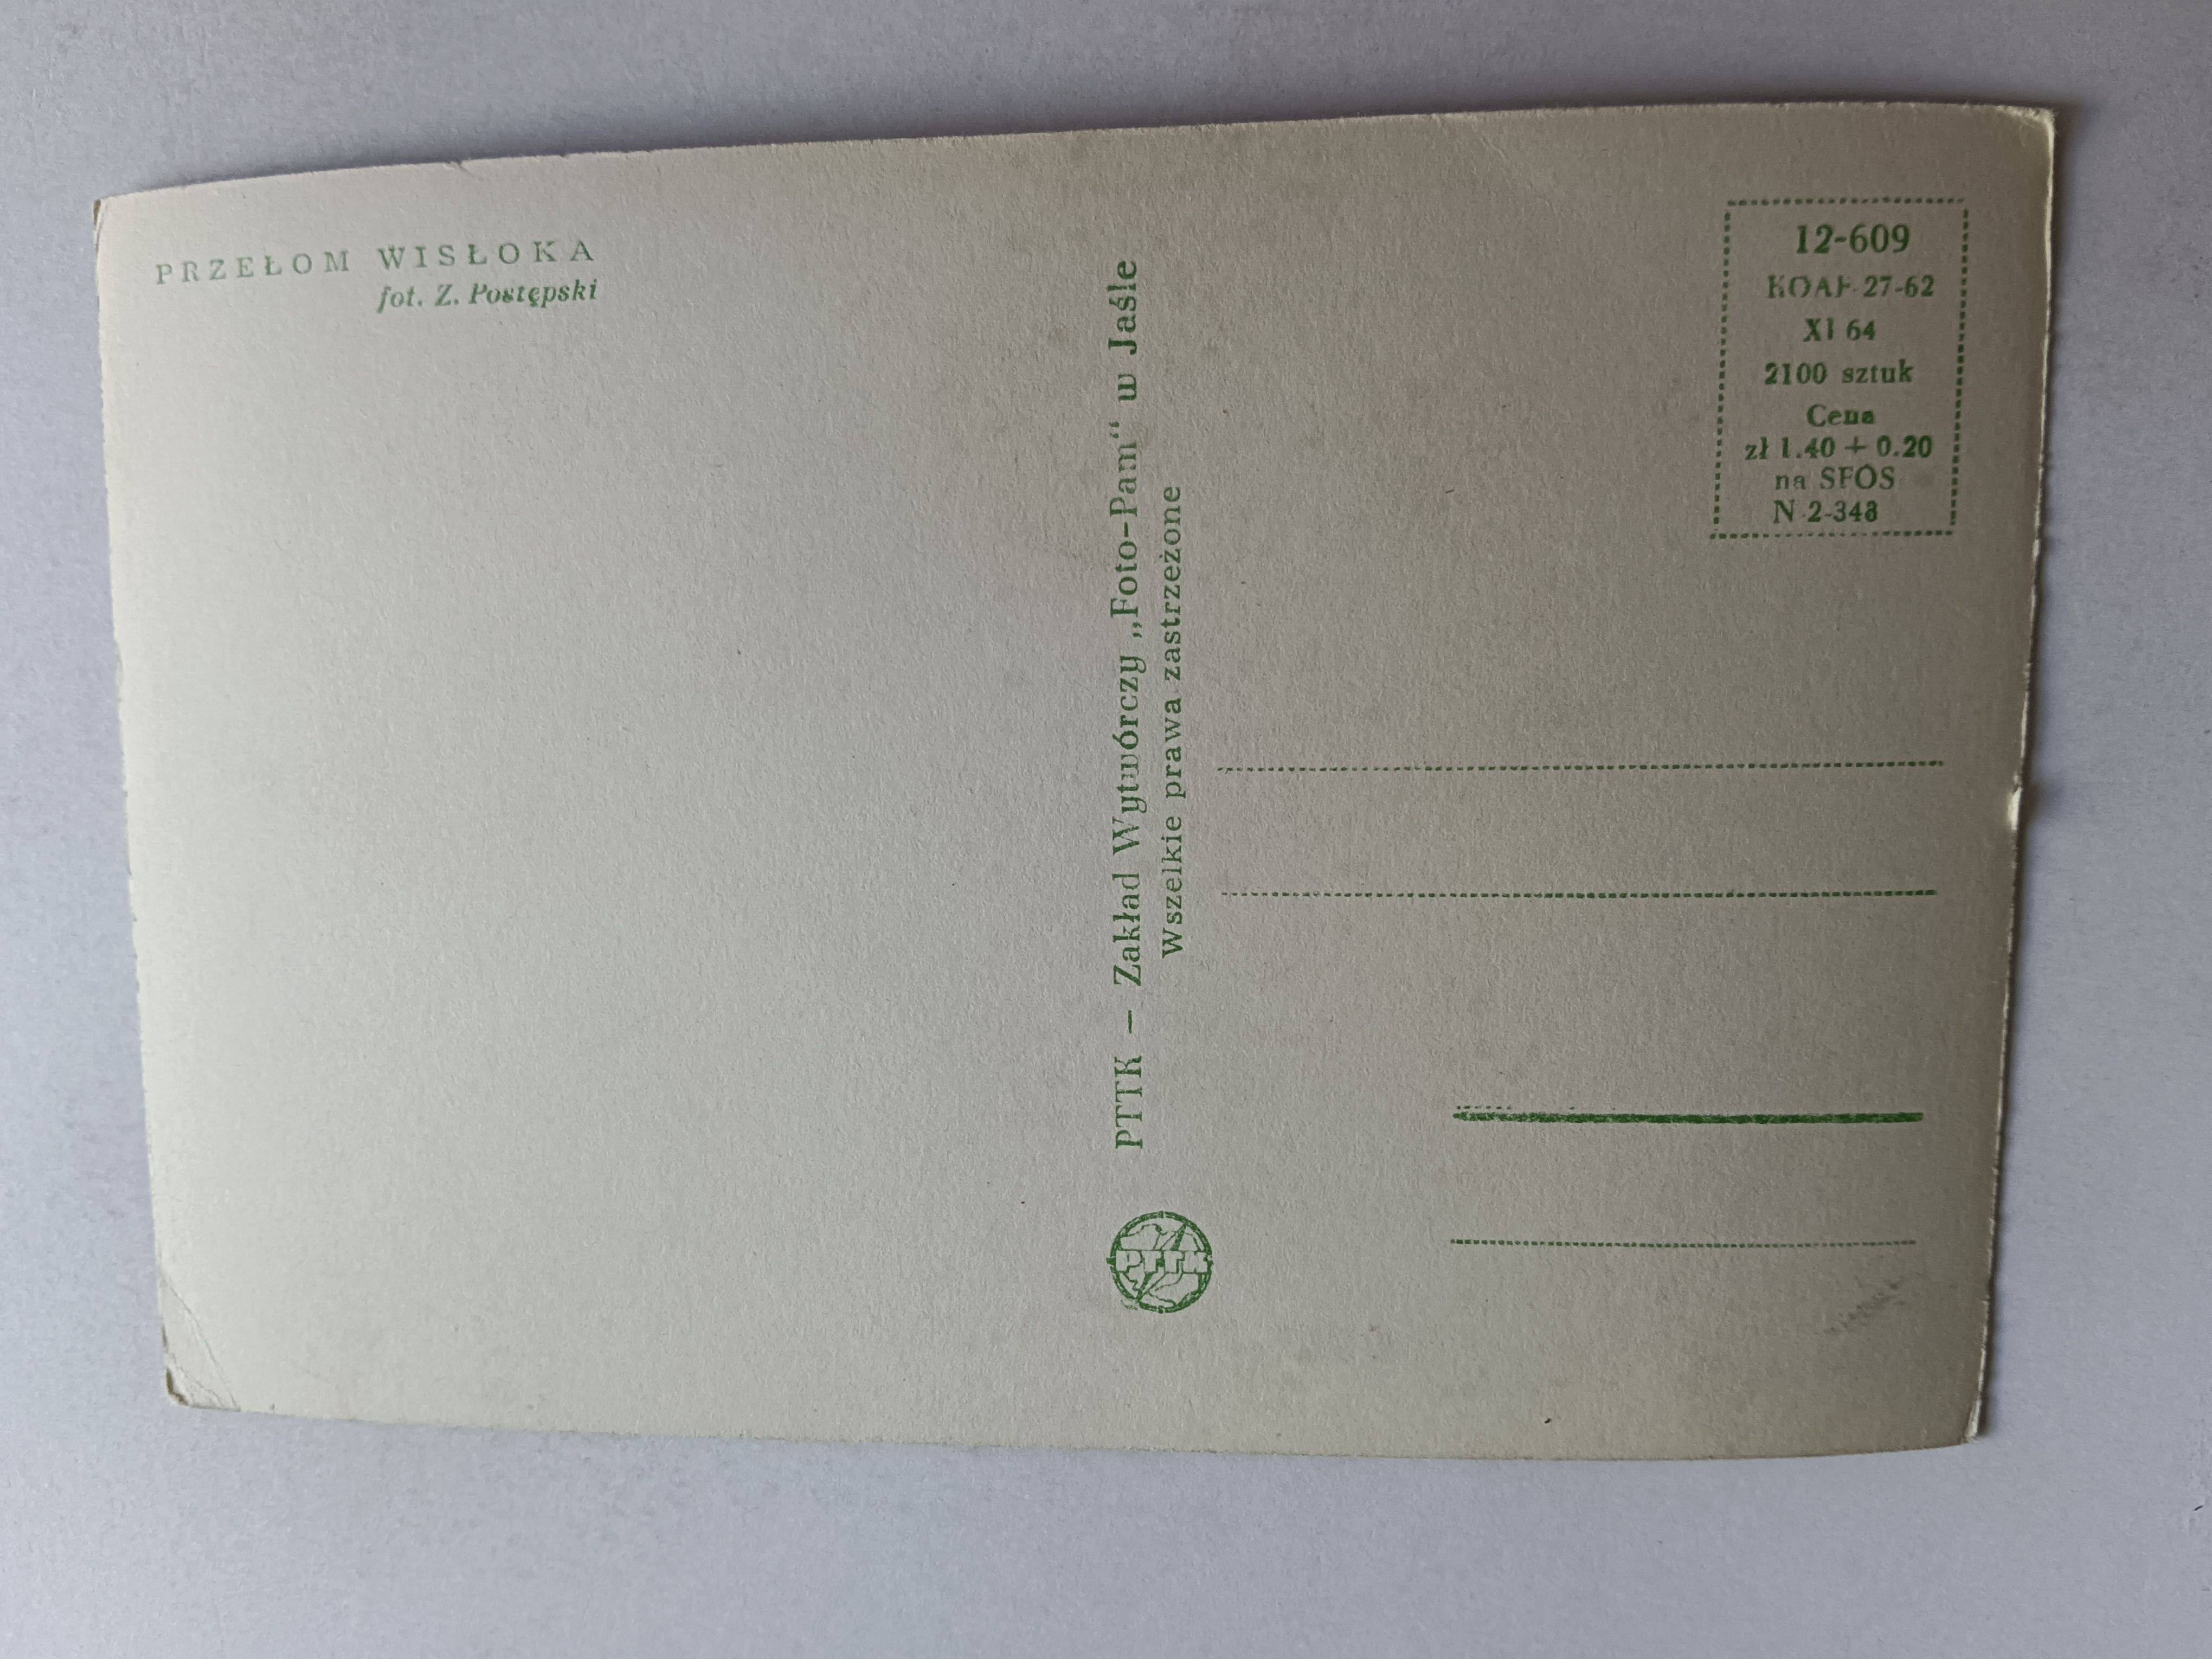 PRZEŁOM WISŁOKA
fot. Z. Postępski
PTTK — Zakład Wytwórczy „Foto-Pam" w Jaśle
Wszelkie prawa zastrzeżone
PTTK
12-609
KOAF-27-62
XI 64
2100 sztuk
Cena
zł 1.40 + 0.20
na SFOS
N-2-348